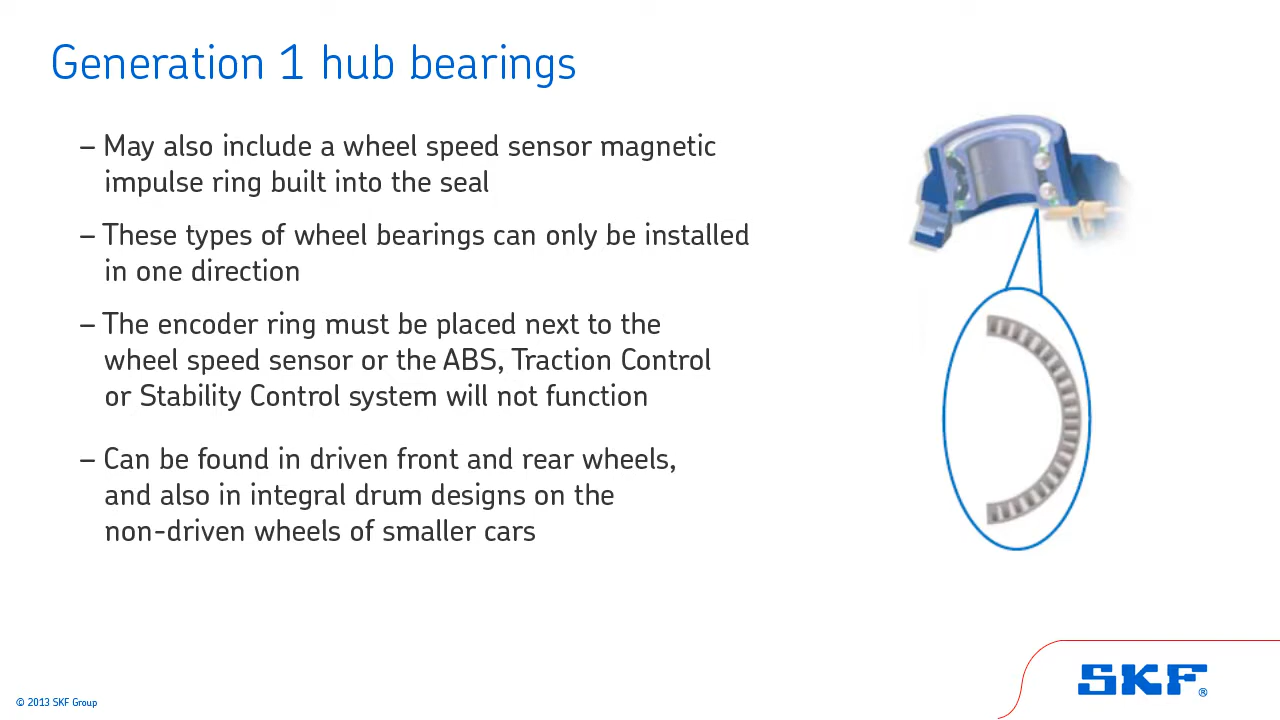 Generation 1 hub bearings
– May also include a wheel speed sensor magnetic
impulse ring built into the seal
– These types of wheel bearings can only be installed
in one direction
– The encoder ring must be placed next to the
wheel speed sensor or the ABS, Traction Control
or Stability Control system will not function
– Can be found in driven front and rear wheels,
and also in integral drum designs on the
non-driven wheels of smaller cars
SKF®
© 2013 SKF Group